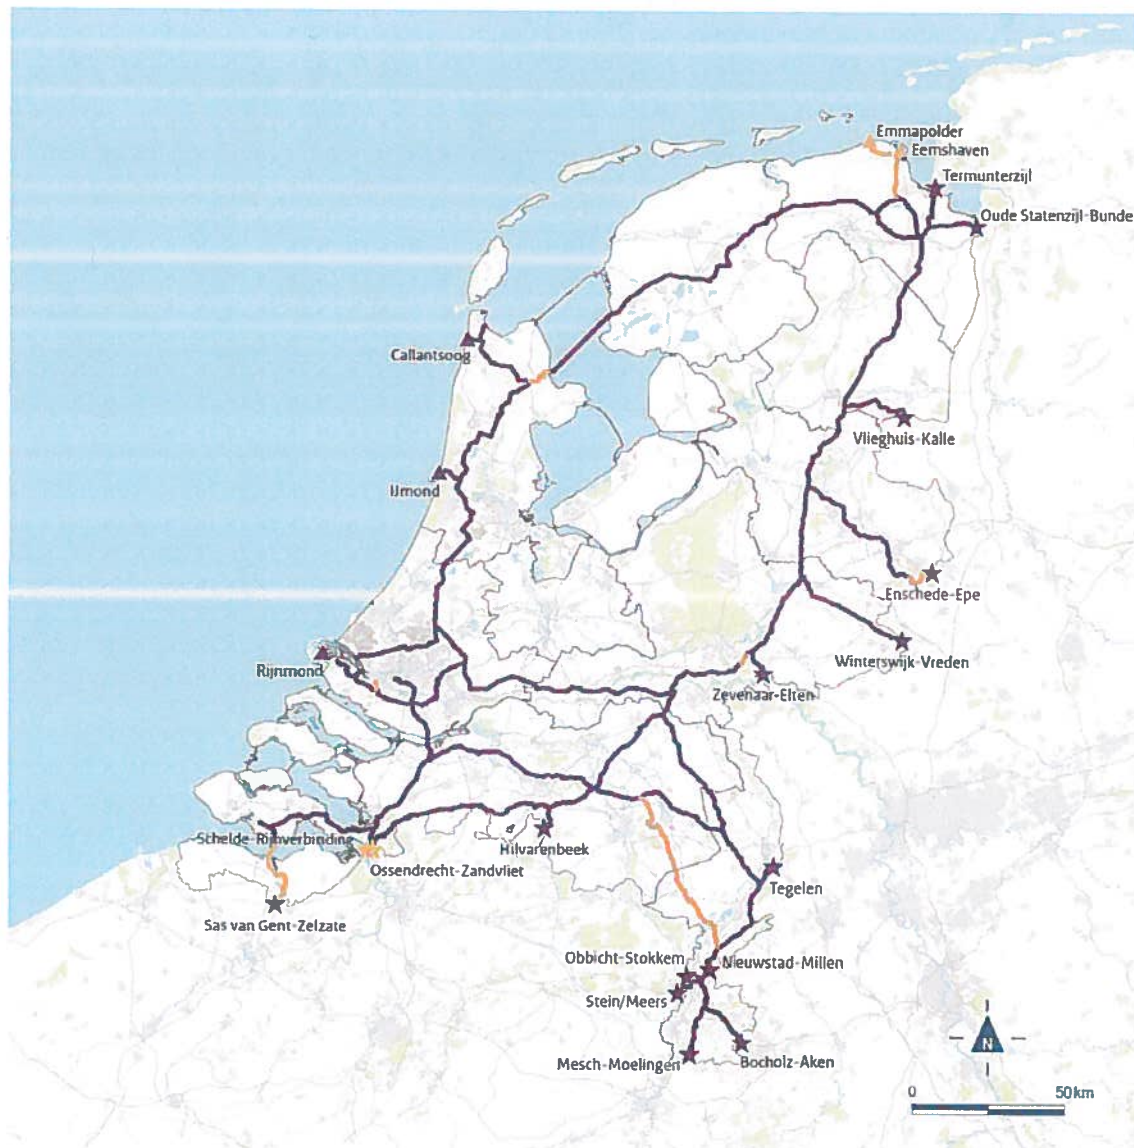 Emmapolder
Eemshaven
Termunterzijl
Oude Statenzijl-Bunde
Callantsoog
Vlieghuis-Kalle
IJmond
Enschede-Epe
Winterswijk-Vreden
Rijnmond
Zevenaar-Elten
Schelde-Rijnverbinding
Hilvarenbeek
Ossendrecht-Zandvliet
Tegelen
Sas van Gent-Zelzate
Obbicht-Stokkem
Nieuwstad-Millen
Stein/Meers
Mesch-Moelingen
Bocholz-Aken
N
0 50km